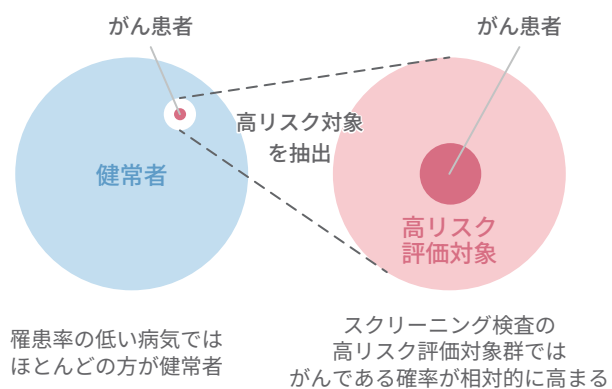 がん患者
がん患者
高リスク対象
を抽出
健常者
高リスク
評価対象
罹患率の低い病気では
ほとんどの方が健常者
スクリーニング検査の
高リスク評価対象群では
がんである確率が相対的に高まる